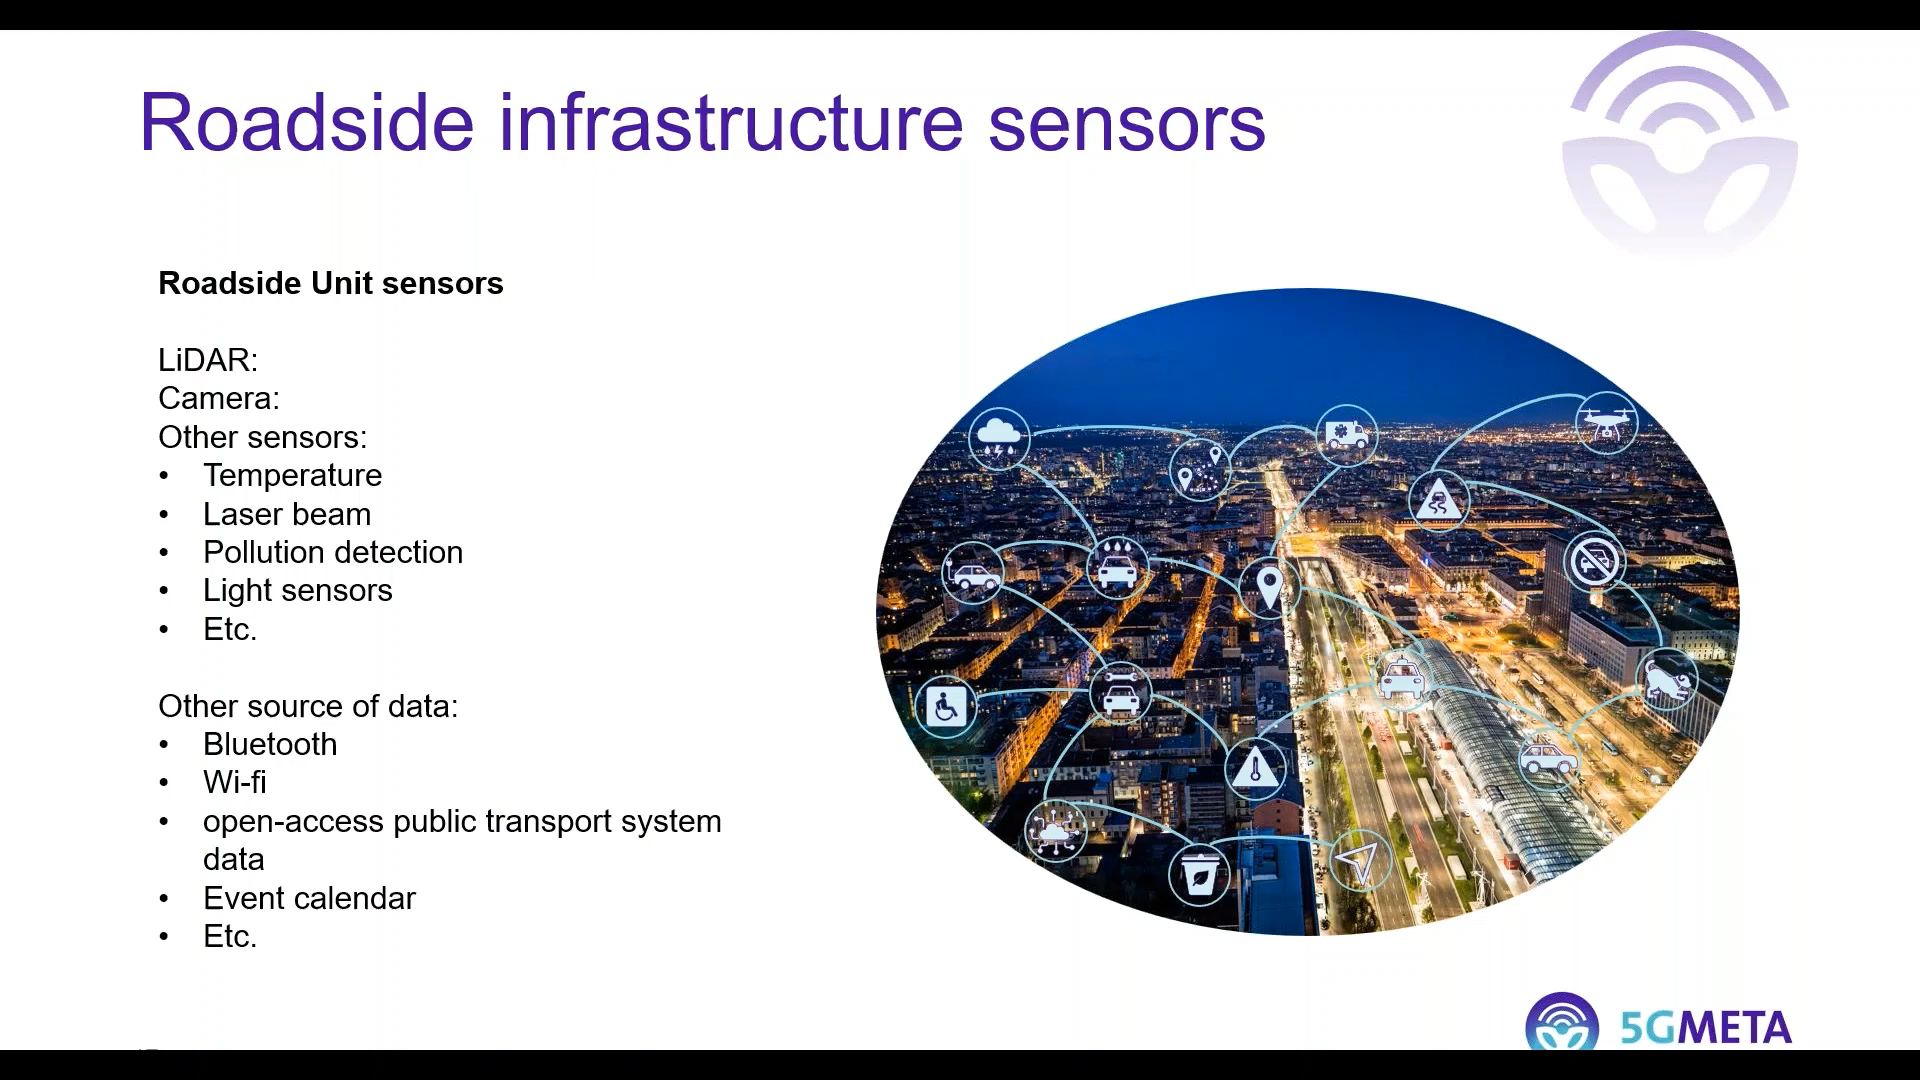 Roadside infrastructure sensors
Roadside Unit sensors
LiDAR:
Camera:
Other sensors:
• Temperature
• Laser beam
• Pollution detection
• Light sensors
• Etc.
Other source of data:
• Bluetooth
• Wi-fi
• open-access public transport system
data
• Event calendar
• Etc.
5GMETA